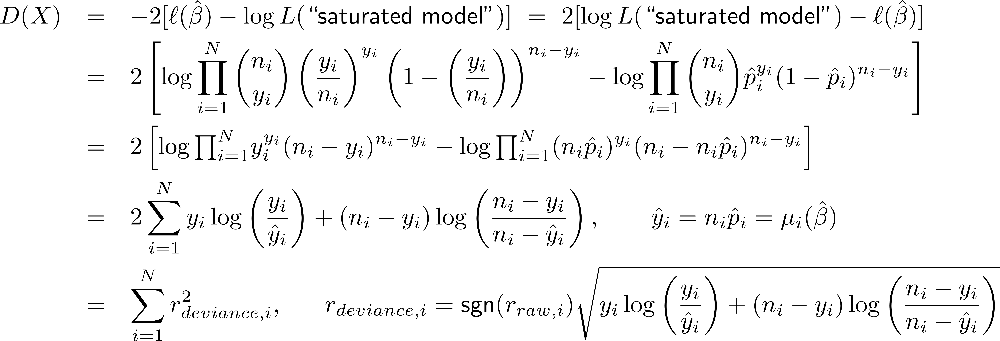 D(X) = −2[ℓ(β̂) − log L(“saturated model”)] = 2[log L(“saturated model”) − ℓ(β̂)]
= 2 [ log ∏_{i=1}^{N} \binom{n_i}{y_i} (y_i/n_i)^{y_i} (1 − (y_i/n_i))^{n_i−y_i} − log ∏_{i=1}^{N} \binom{n_i}{y_i} p̂_i^{y_i} (1 − p̂_i)^{n_i−y_i} ]
= 2 [ log ∏_{i=1}^{N} y_i^{y_i} (n_i − y_i)^{n_i−y_i} − log ∏_{i=1}^{N} (n_i p̂_i)^{y_i} (n_i − n_i p̂_i)^{n_i−y_i} ]
= 2 ∑_{i=1}^{N} y_i log (y_i/ŷ_i) + (n_i − y_i) log ((n_i − y_i)/(n_i − ŷ_i)), ŷ_i = n_i p̂_i = μ_i(β̂)
= ∑_{i=1}^{N} r^2_{deviance,i}, r_{deviance,i} = sgn(r_{raw,i}) √(y_i log (y_i/ŷ_i) + (n_i − y_i) log ((n_i − y_i)/(n_i − ŷ_i)))